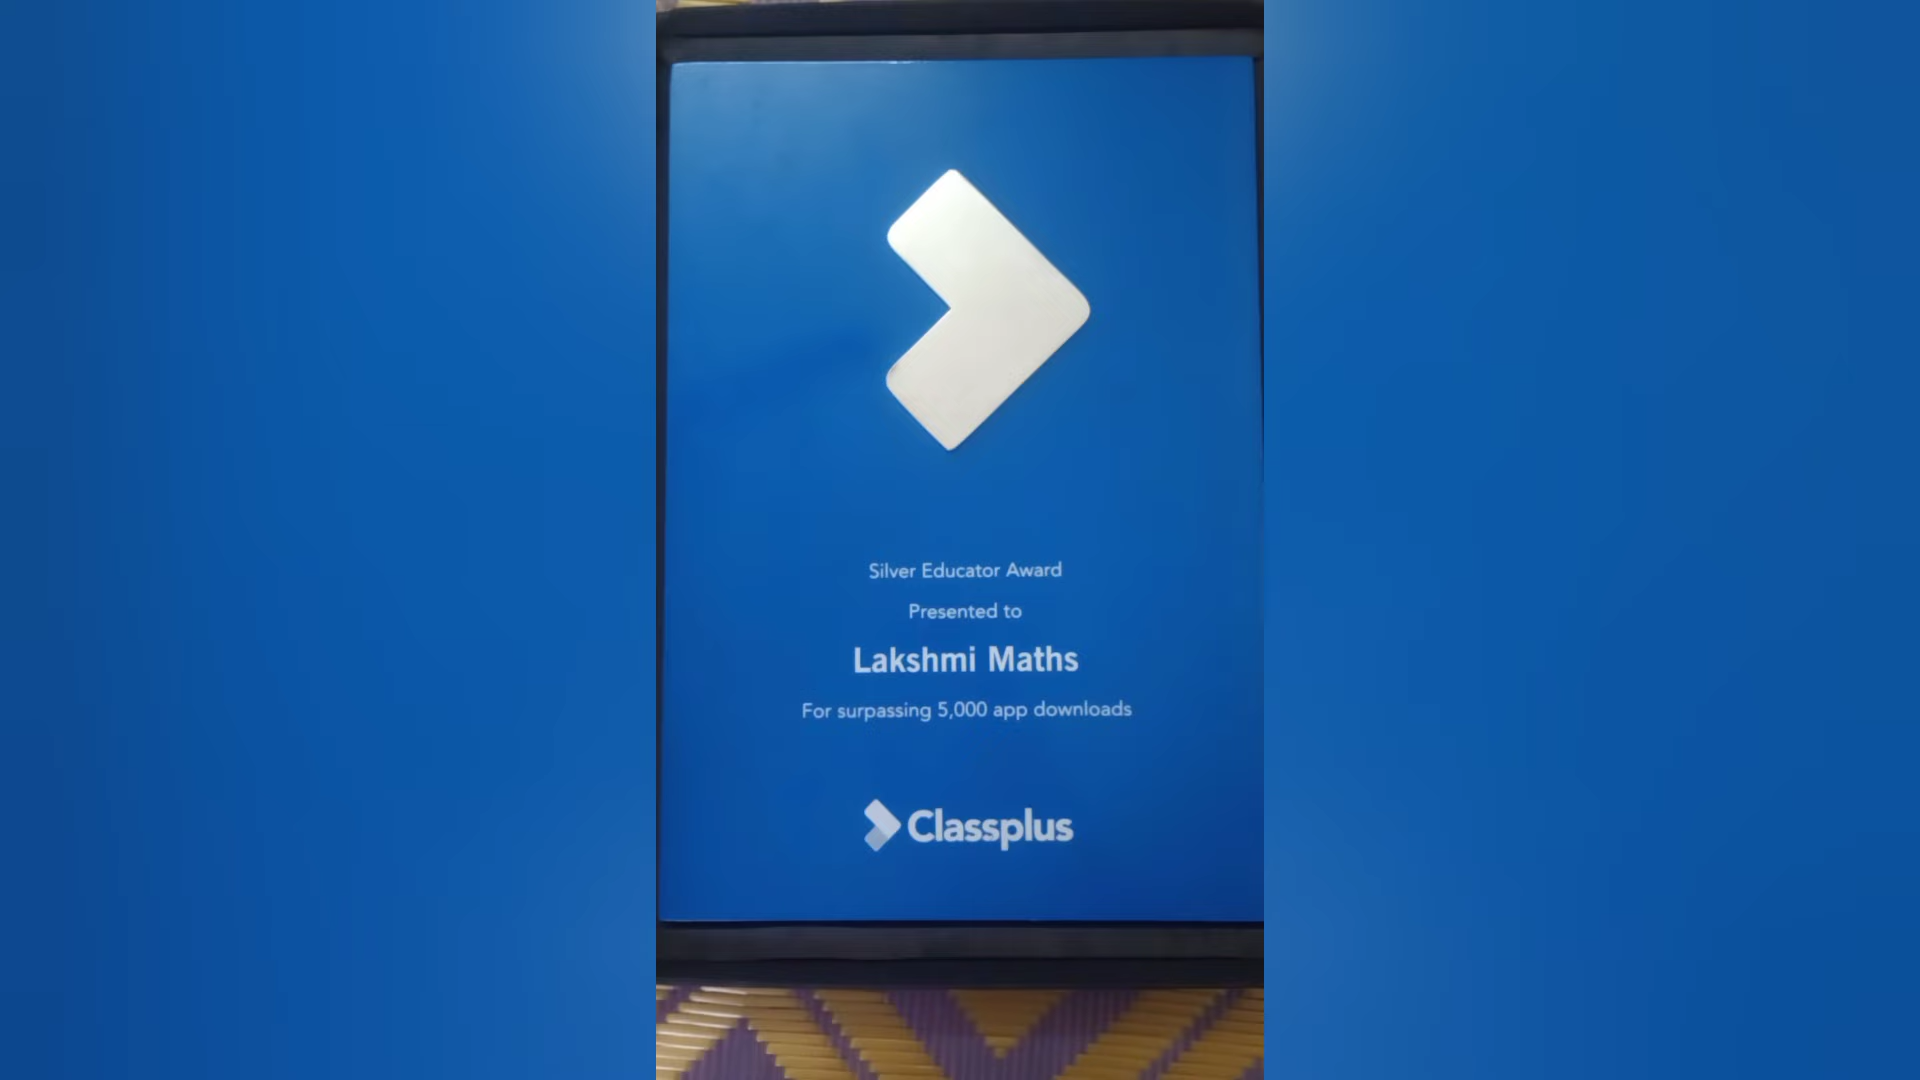 Silver Educator Award
Presented to
Lakshmi Maths
For surpassing 5,000 app downloads
Classplus